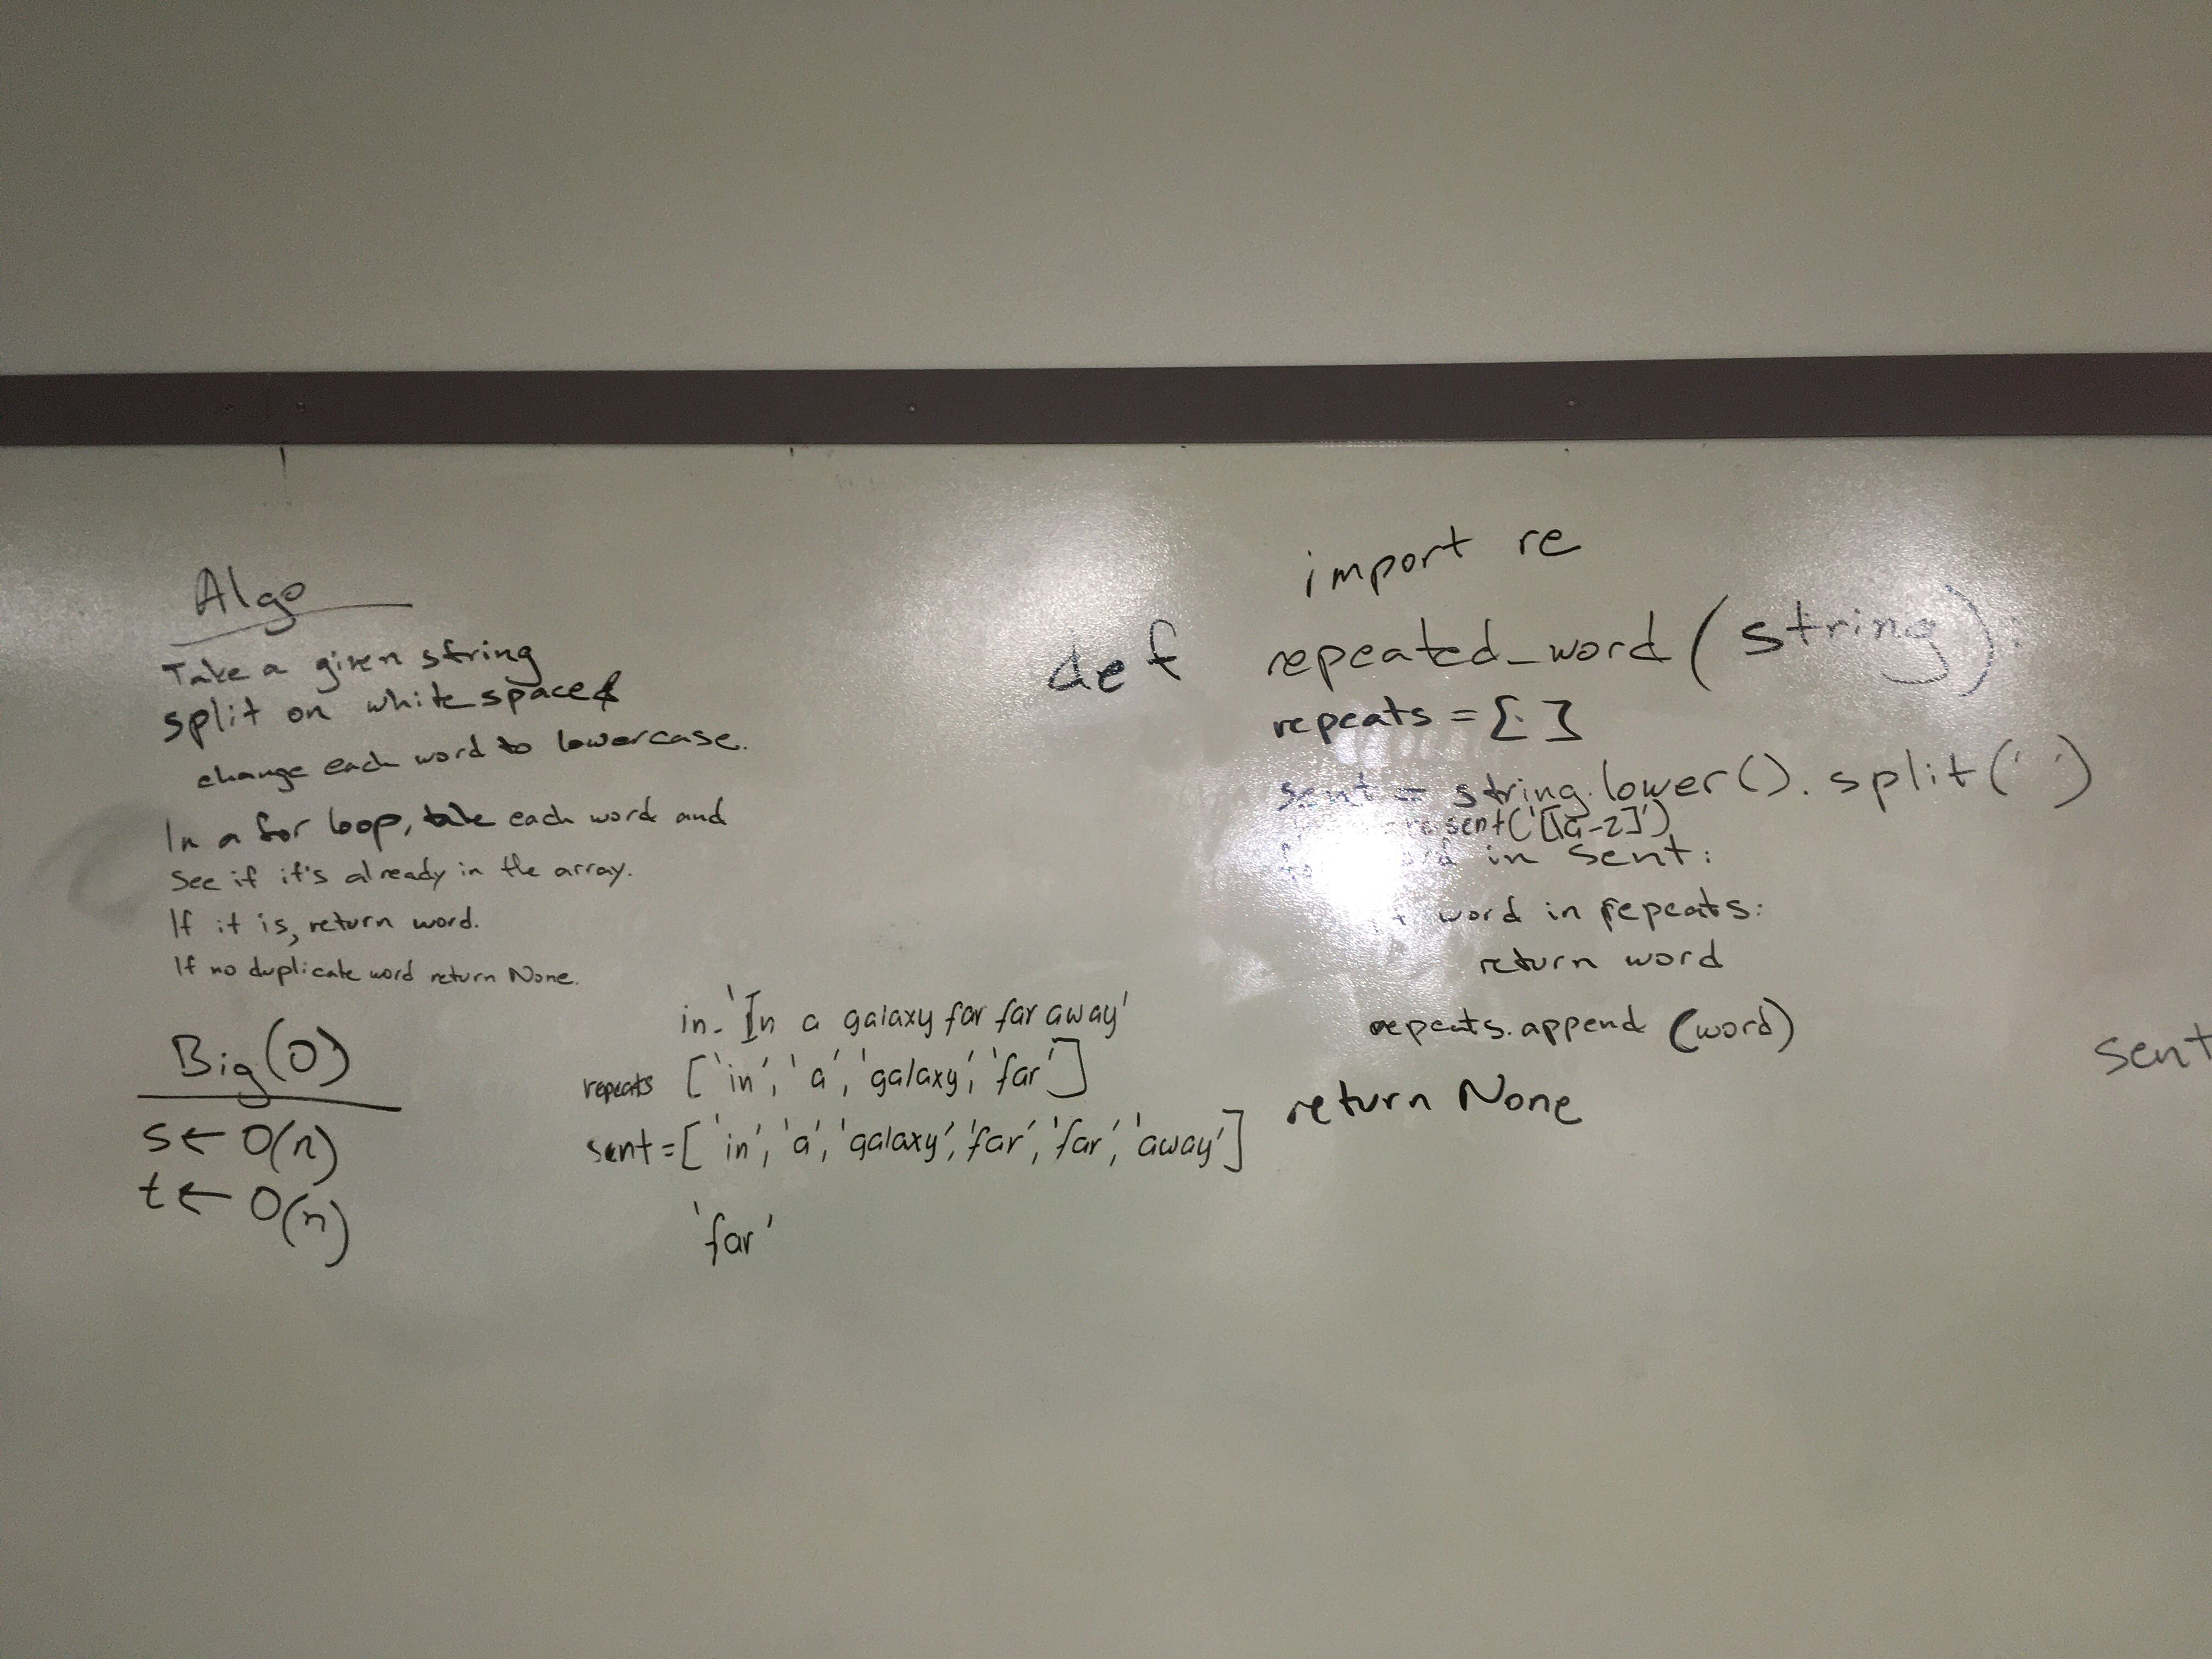 Algo
Take a given string
split on white space
change each word to lowercase.
In a for loop, take each word and
See if it's already in the array.
If it is, return word.
If no duplicate word return None.
Big(O)
s ← O(n)
t ← O(n)
in - 'In a galaxy far far away'
repeats ['in', 'a', 'galaxy', 'far']
sent = ['in', 'a', 'galaxy', 'far', 'far', 'away']
'far'
import re
def repeated_word(string):
repeats = [ ]
sent = string.lower().split(' ')
re sent('[\a-z]')
in sent:
word in repeats:
return word
repeats.append(word)
return None
sent